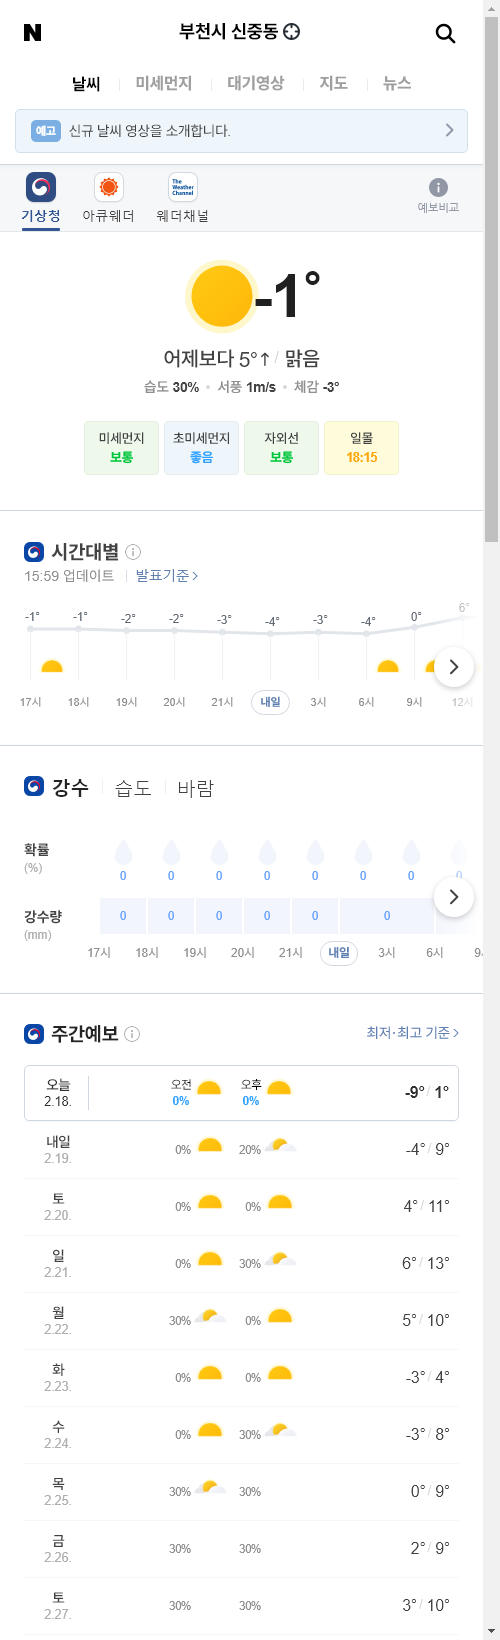 N 부천시 신중동
날씨 미세먼지 대기영상 지도 뉴스
예고 신규 날씨 영상을 소개합니다.
기상청 아큐웨더 The Weather Channel 웨더채널 예보비교
-1°
어제보다 5°↑ / 맑음
습도 30% 서풍 1m/s 체감 -3°
미세먼지 초미세먼지 자외선 일몰
보통 좋음 보통 18:15
시간대별
15:59 업데이트 발표기준
-1° -1° -2° -2° -3° -4° -3° -4° 0° 6°
17시 18시 19시 20시 21시 내일 3시 6시 9시 12시
강수 습도 바람
확률
(%)
0 0 0 0 0 0 0 0
강수량
(mm)
0 0 0 0 0 0
17시 18시 19시 20시 21시 내일 3시 6시
주간예보 최저·최고 기준
오늘 2.18. 오전 0% 오후 0% -9° / 1°
내일 2.19. 0% 20% -4° / 9°
토 2.20. 0% 0% 4° / 11°
일 2.21. 0% 30% 6° / 13°
월 2.22. 30% 0% 5° / 10°
화 2.23. 0% 0% -3° / 4°
수 2.24. 0% 30% -3° / 8°
목 2.25. 30% 30% 0° / 9°
금 2.26. 30% 30% 2° / 9°
토 2.27. 30% 30% 3° / 10°